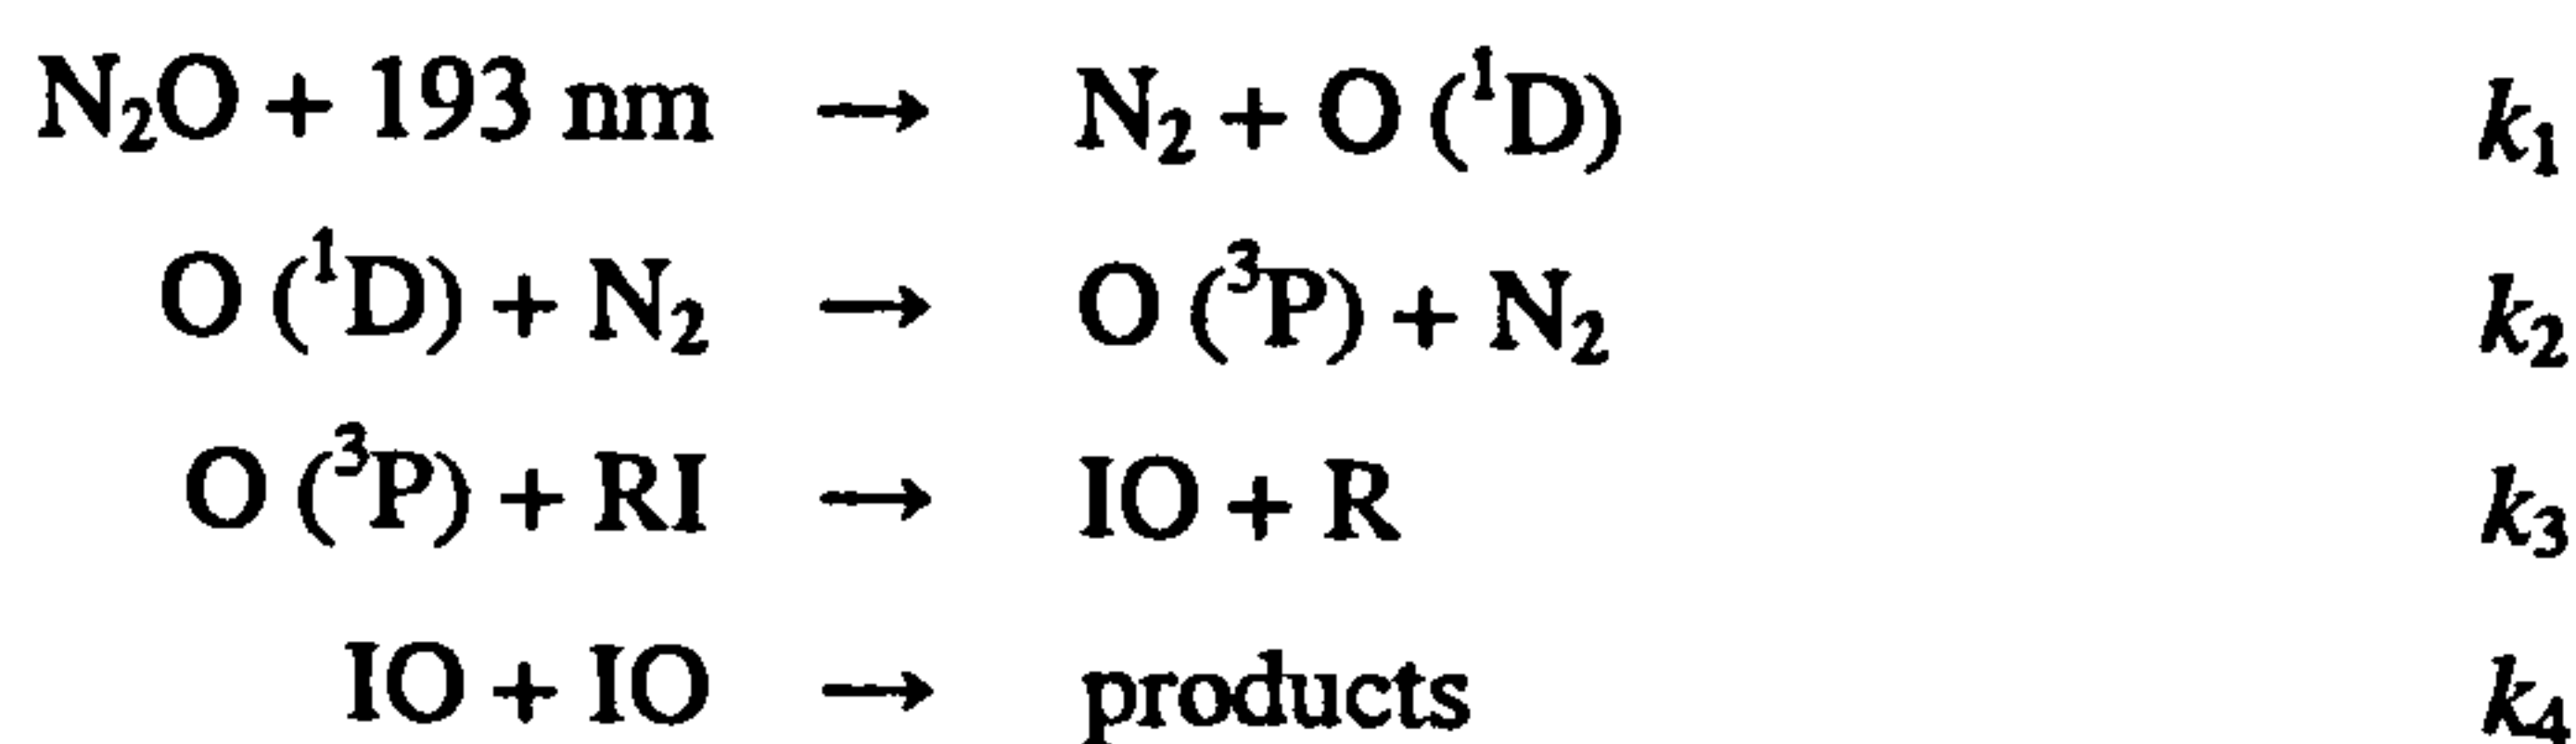 N₂O + 193 nm → N₂ + O (¹D) k₁
O (¹D) + N₂ → O (³P) + N₂ k₂
O (³P) + RI → IO + R k₃
IO + IO → products k₄